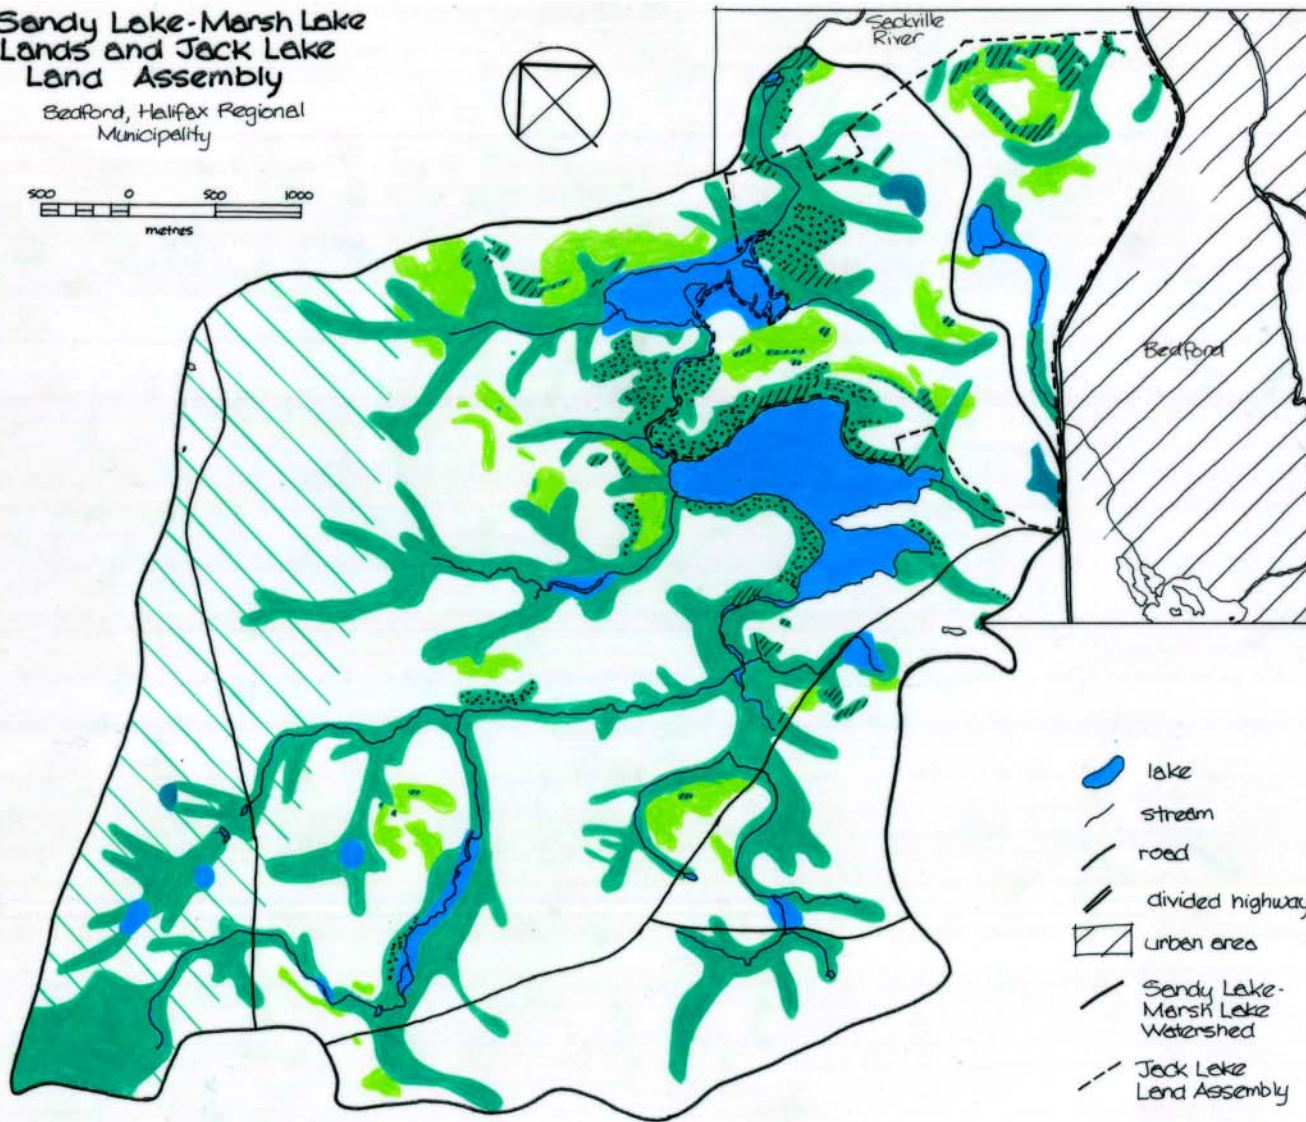 Sandy Lake-Marsh Lake
Lands and Jack Lake
Land Assembly
Bedford, Halifax Regional
Municipality
500 0 500 1000
metres
Sackville
River
Bedford
lake
stream
road
divided highway
urban area
Sandy Lake-
Marsh Lake
Watershed
Jack Lake
Land Assembly